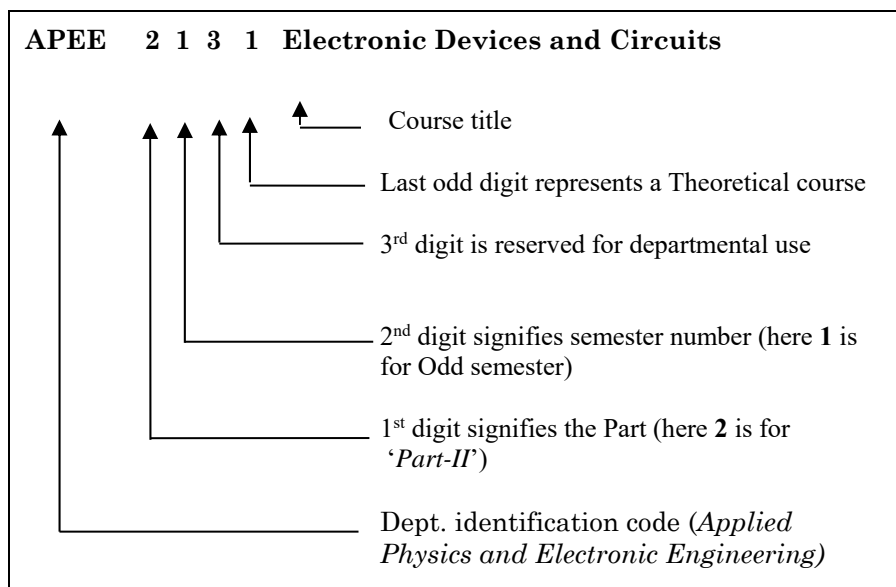 APEE 2 1 3 1 Electronic Devices and Circuits
Course title
Last odd digit represents a Theoretical course
3rd digit is reserved for departmental use
2nd digit signifies semester number (here 1 is
for Odd semester)
1st digit signifies the Part (here 2 is for
‘Part-II’)
Dept. identification code (Applied
Physics and Electronic Engineering)